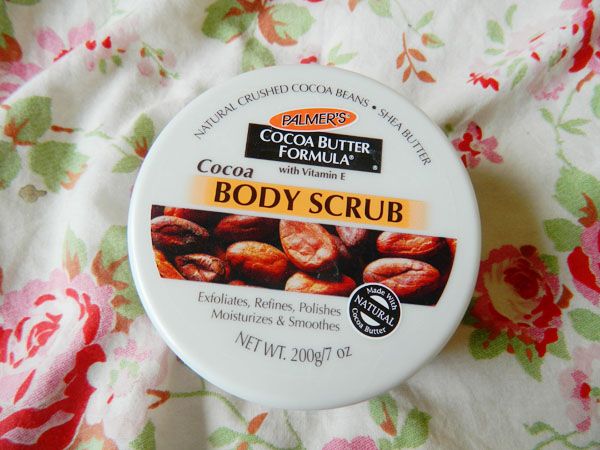 NATURAL CRUSHED COCOA BEANS • SHEA BUTTER
PALMER'S
COCOA BUTTER
FORMULA®
with Vitamin E
Cocoa
BODY SCRUB
Exfoliates, Refines, Polishes
Moisturizes & Smoothes
Made With
NATURAL
Cocoa Butter
NET WT. 200g/7 oz